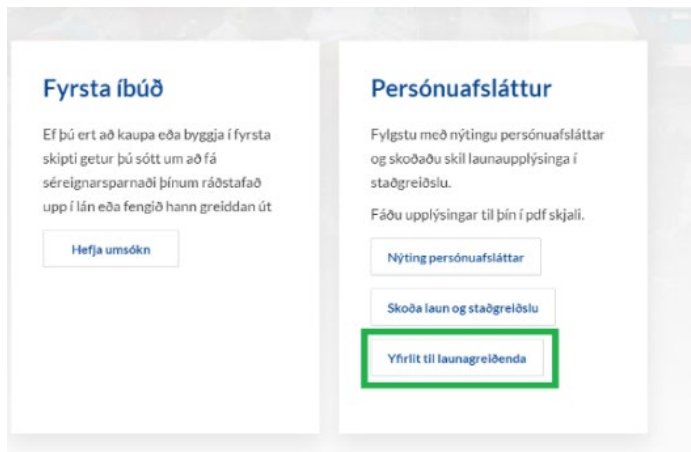 Fyrsta íbúð
Ef þú ert að kaupa eða byggja í fyrsta
skipti getur þú sótt um að fá
séreignarsparnaði þínum ráðstafað
upp í lán eða fengið hann greiddan út
Hefja umsókn
Persónuafsláttur
Fylgstu með nýtingu persónuafsláttar
og skoðaðu skil launaupplýsinga í
staðgreiðslu.
Fáðu upplýsingar til þín í pdf skjali.
Nýting persónuafsláttar
Skoða laun og staðgreiðslu
Yfirlit til launagreiðenda